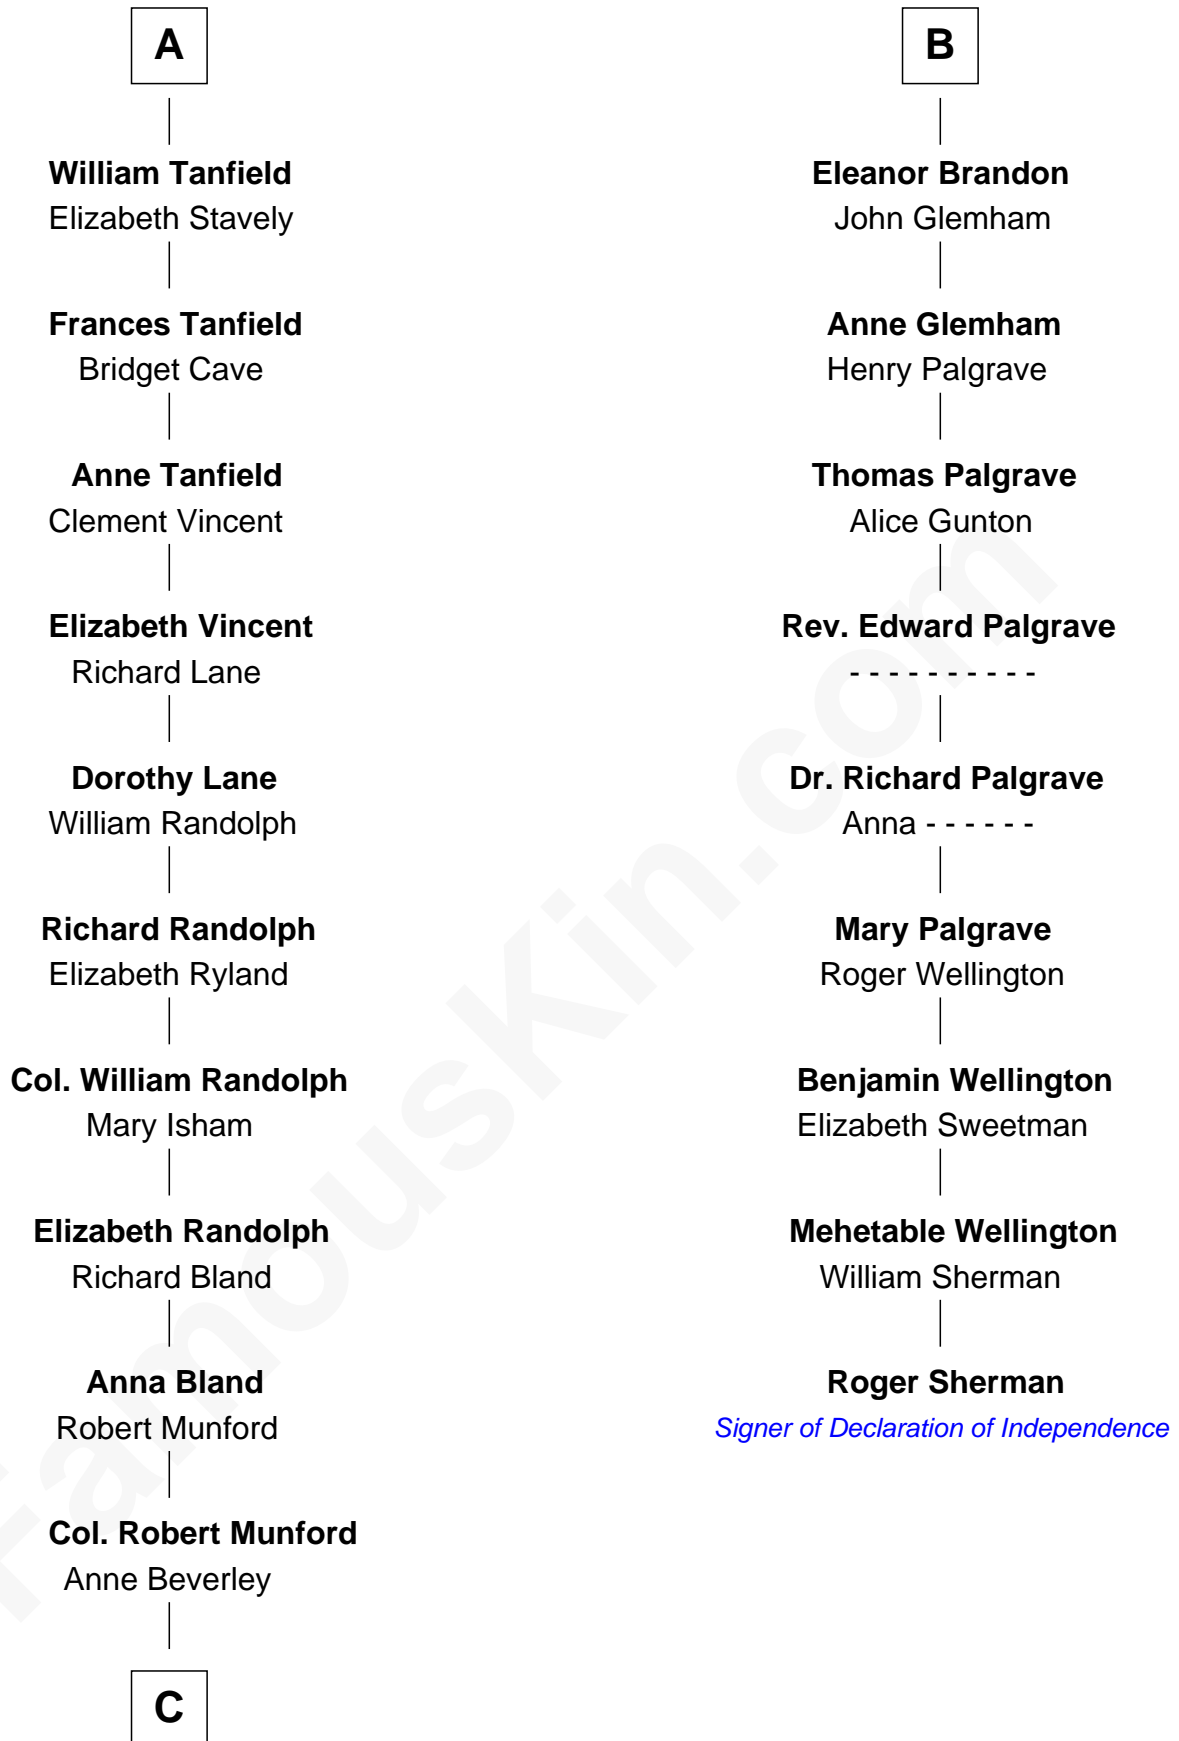 A
William Tanfield
Elizabeth Stavely
Frances Tanfield
Bridget Cave
Anne Tanfield
Clement Vincent
Elizabeth Vincent
Richard Lane
Dorothy Lane
William Randolph
Richard Randolph
Elizabeth Ryland
Col. William Randolph
Mary Isham
Elizabeth Randolph
Richard Bland
Anna Bland
Robert Munford
Col. Robert Munford
Anne Beverley
C
B
Eleanor Brandon
John Glemham
Anne Glemham
Henry Palgrave
Thomas Palgrave
Alice Gunton
Rev. Edward Palgrave
- - - - - - - - - -
Dr. Richard Palgrave
Anna - - - - - -
Mary Palgrave
Roger Wellington
Benjamin Wellington
Elizabeth Sweetman
Mehetable Wellington
William Sherman
Roger Sherman
Signer of Declaration of Independence
FamousKin.com